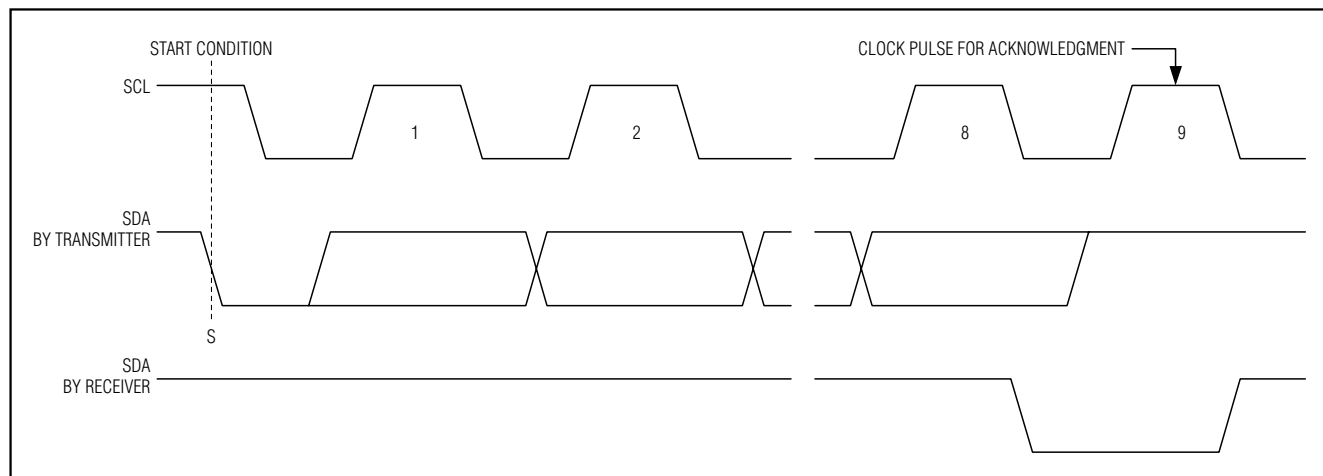 START CONDITION
CLOCK PULSE FOR ACKNOWLEDGMENT
SCL
1
2
8
9
SDA
BY TRANSMITTER
S
SDA
BY RECEIVER